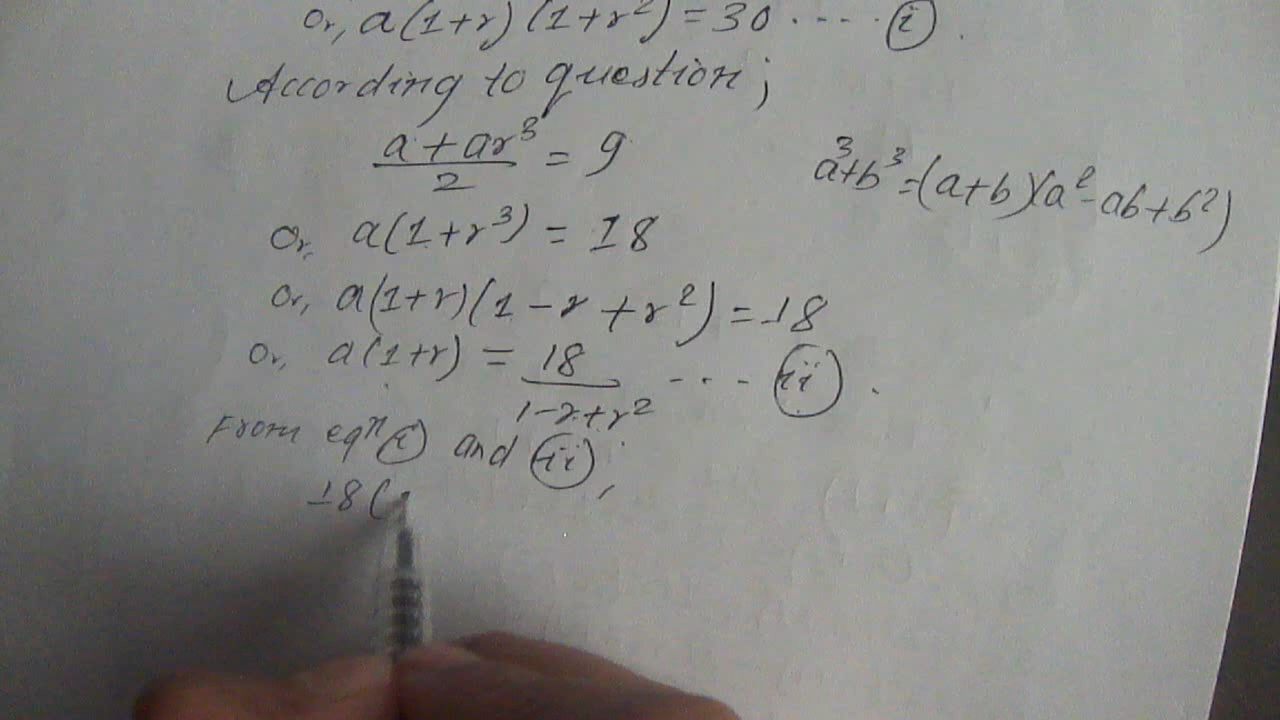 Or, a(1+r)(1+r²) = 30 ---- (i).
According to question;
(a + ar³)/2 = 9
a³+b³=(a+b)(a²-ab+b²)
Or, a(1+r³) = 18
Or, a(1+r)(1-r+r²) = 18
Or, a(1+r) = 18/(1-r+r²) --- (ii).
From eqⁿ (i) and (ii);
18(